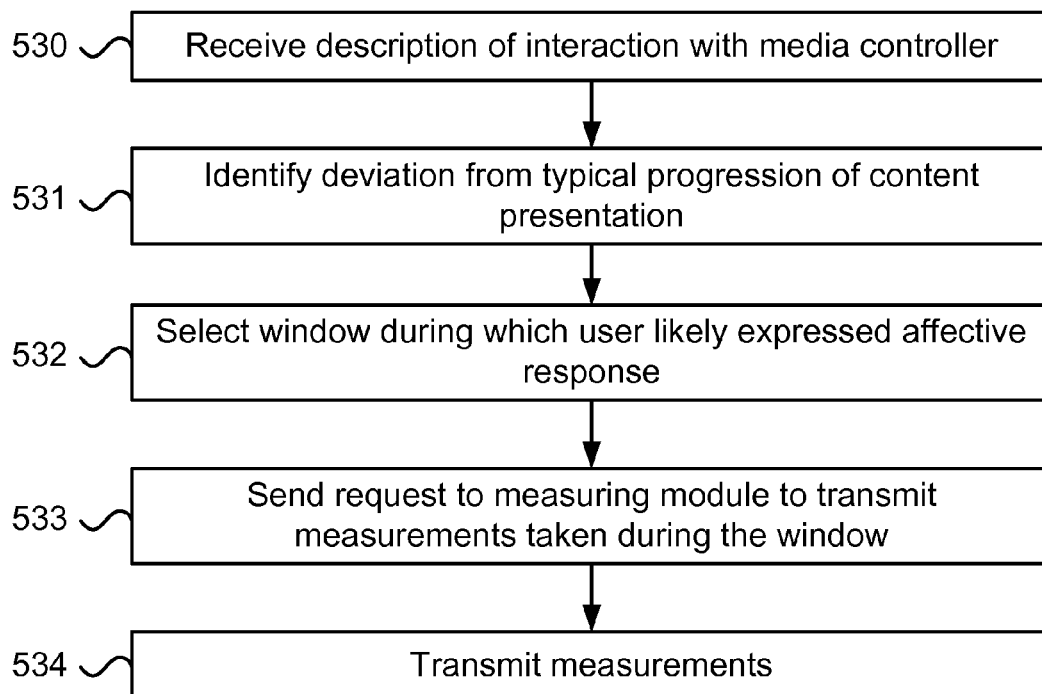 530 Receive description of interaction with media controller
531 Identify deviation from typical progression of content
presentation
532 Select window during which user likely expressed affective
response
533 Send request to measuring module to transmit
measurements taken during the window
534 Transmit measurements